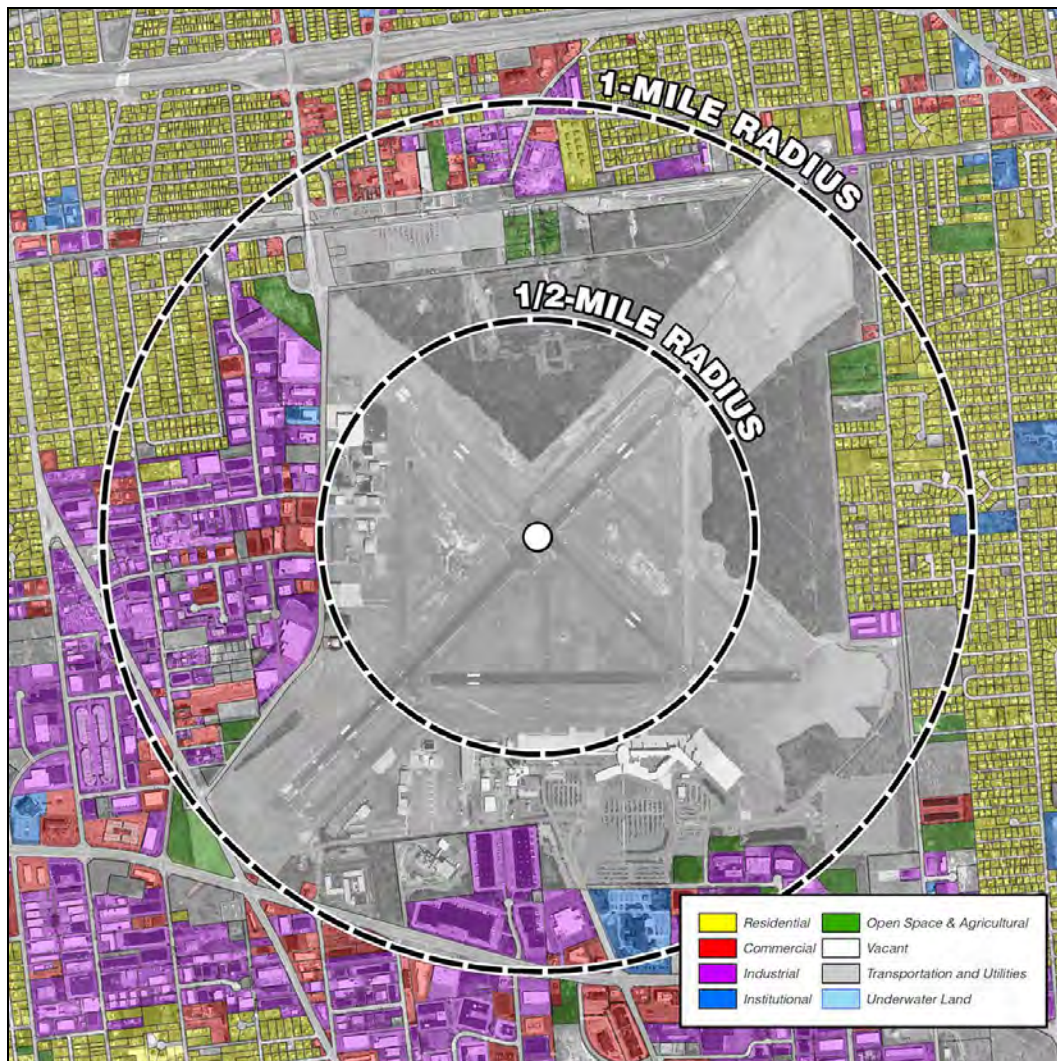 1-MILE RADIUS
1/2-MILE RADIUS
Residential
Commercial
Industrial
Institutional
Open Space & Agricultural
Vacant
Transportation and Utilities
Underwater Land